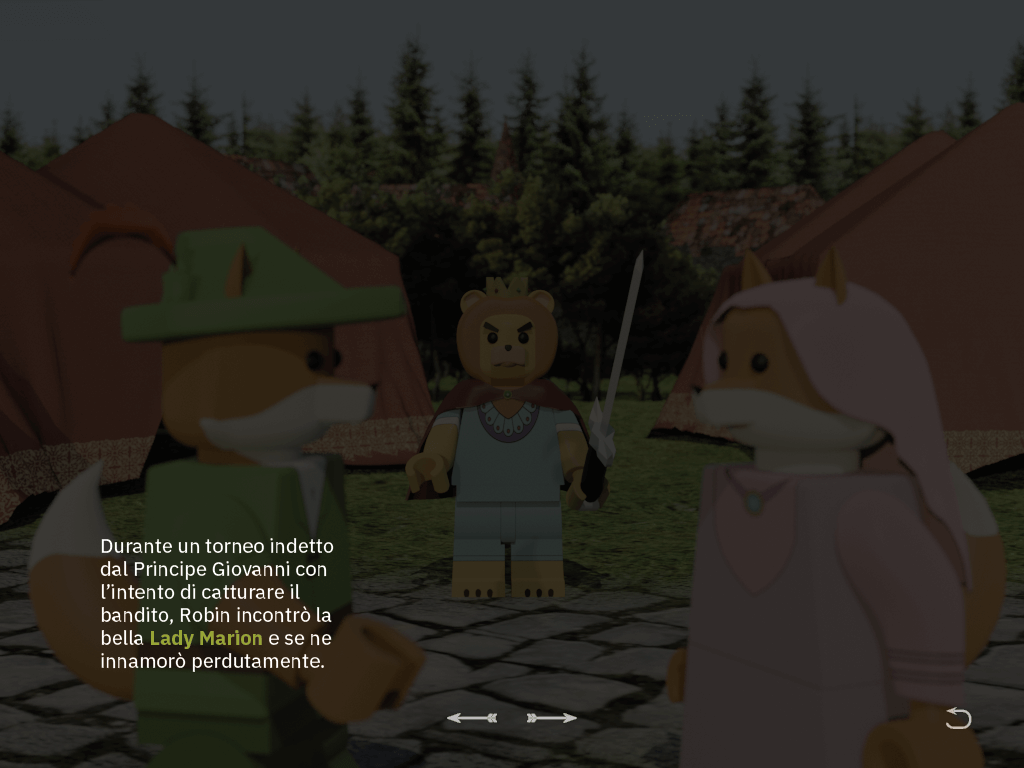 Durante un torneo indetto
dal Principe Giovanni con
l’intento di catturare il
bandito, Robin incontrò la
bella Lady Marion e se ne
innamorò perdutamente.